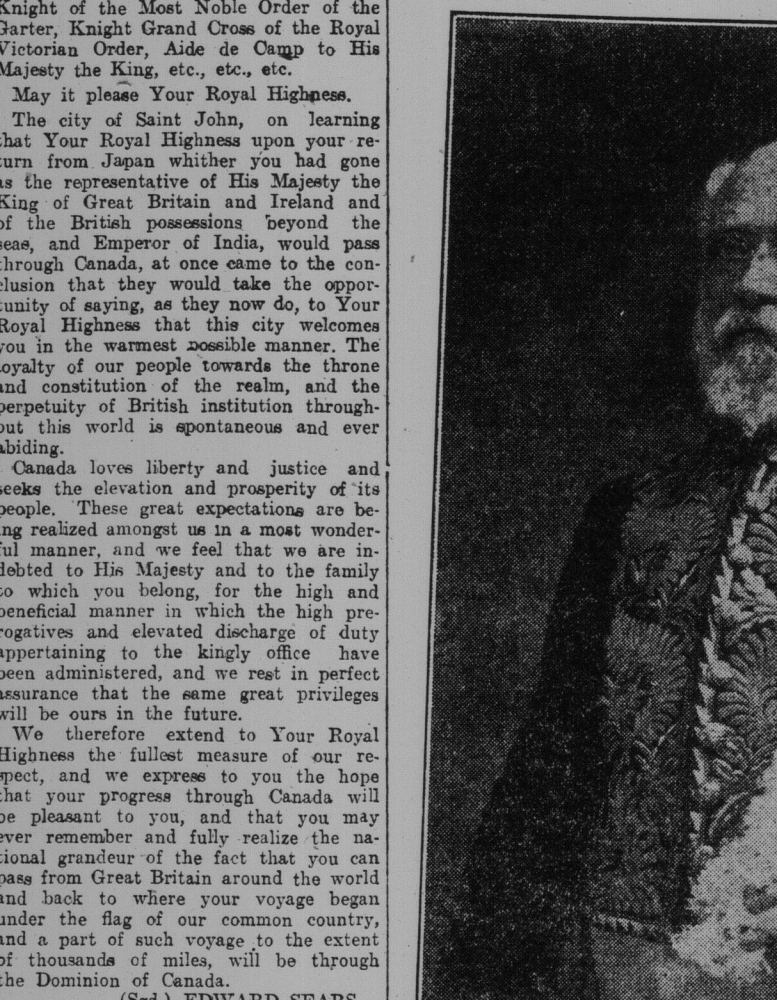 Knight of the Most Noble Order of the
Garter, Knight Grand Cross of the Royal
Victorian Order, Aide de Camp to His
Majesty the King, etc., etc., etc.
May it please Your Royal Highness.
The city of Saint John, on learning
that Your Royal Highness upon your re-
turn from Japan whither you had gone
as the representative of His Majesty the
King of Great Britain and Ireland and
of the British possessions beyond the
seas, and Emperor of India, would pass
through Canada, at once came to the con-
clusion that they would take the oppor-
tunity of saying, as they now do, to Your
Royal Highness that this city welcomes
you in the warmest possible manner. The
loyalty of our people towards the throne
and constitution of the realm, and the
perpetuity of British institution through-
out this world is spontaneous and ever
abiding.
Canada loves liberty and justice and
seeks the elevation and prosperity of its
people. These great expectations are be-
ing realized amongst us in a most wonder-
ful manner, and we feel that we are in-
debted to His Majesty and to the family
to which you belong, for the high and
beneficial manner in which the high pre-
rogatives and elevated discharge of duty
appertaining to the kingly office have
been administered, and we rest in perfect
assurance that the same great privileges
will be ours in the future.
We therefore extend to Your Royal
Highness the fullest measure of our re-
spect, and we express to you the hope
that your progress through Canada will
be pleasant to you, and that you may
ever remember and fully realize the na-
tional grandeur of the fact that you can
pass from Great Britain around the world
and back to where your voyage began
under the flag of our common country,
and a part of such voyage to the extent
of thousands of miles, will be through
the Dominion of Canada.
(Sgd.) EDWARD SEARS